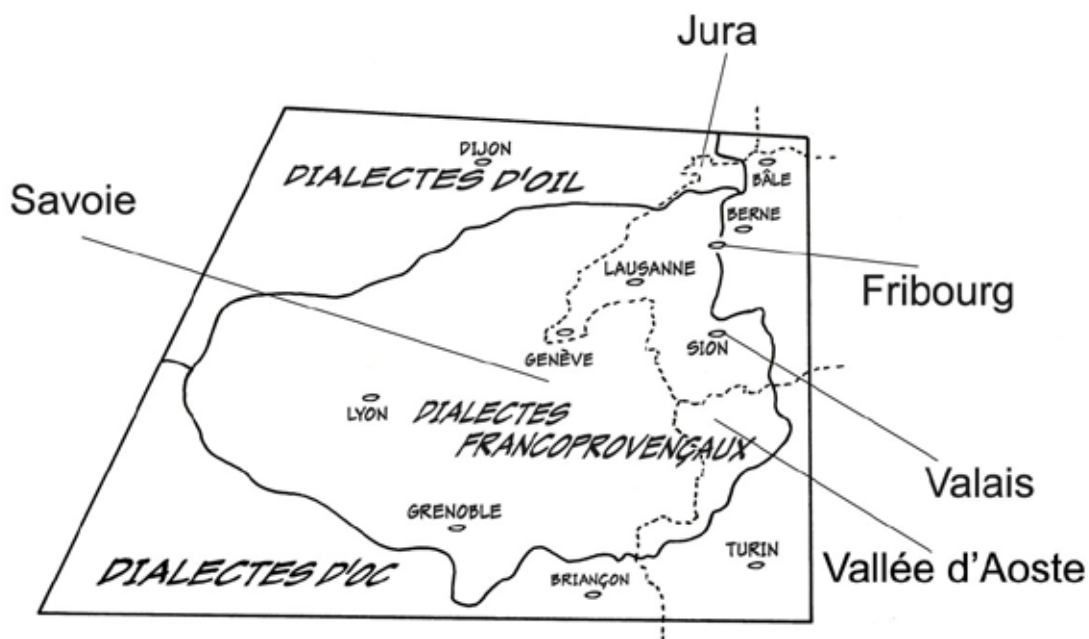 Jura
DIJON
DIALECTES D'OIL
BÂLE
Savoie
BERNE
LAUSANNE
Fribourg
GENÈVE
SION
LYON
DIALECTES
FRANCOPROVENÇAUX
Valais
GRENOBLE
DIALECTES D'OC
BRIANÇON
TURIN
Vallée d'Aoste